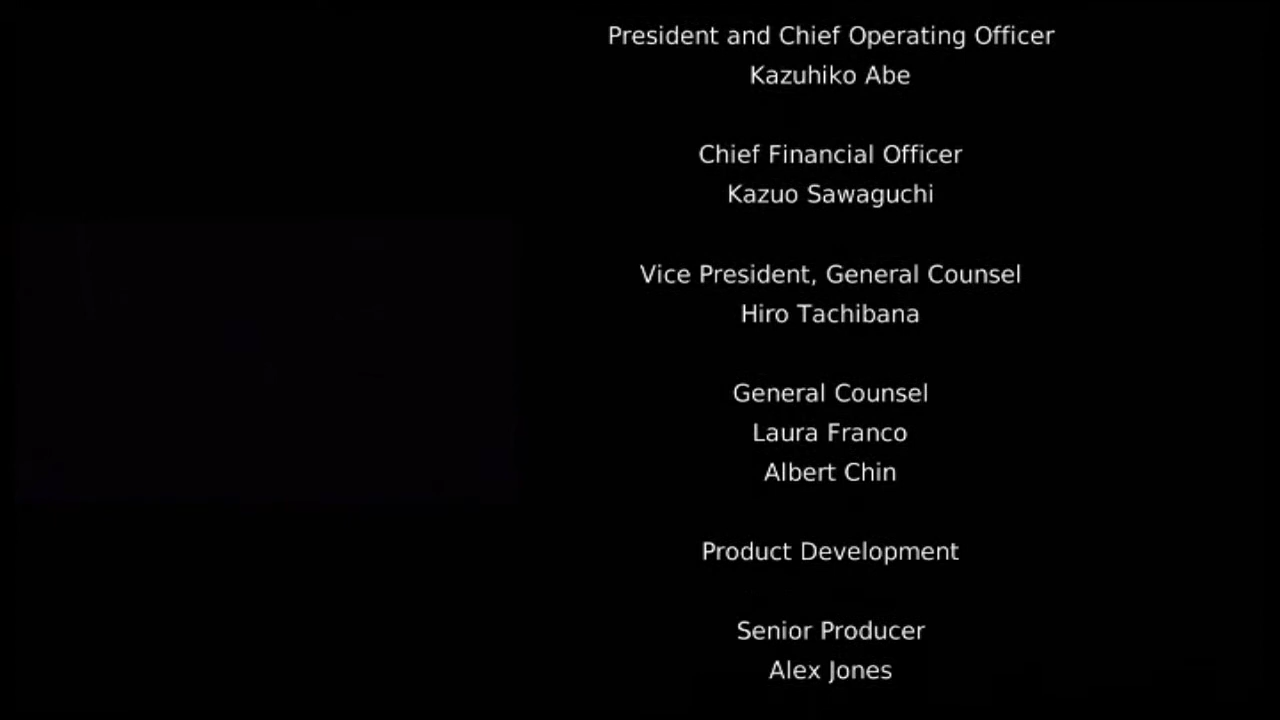 President and Chief Operating Officer
Kazuhiko Abe
Chief Financial Officer
Kazuo Sawaguchi
Vice President, General Counsel
Hiro Tachibana
General Counsel
Laura Franco
Albert Chin
Product Development
Senior Producer
Alex Jones